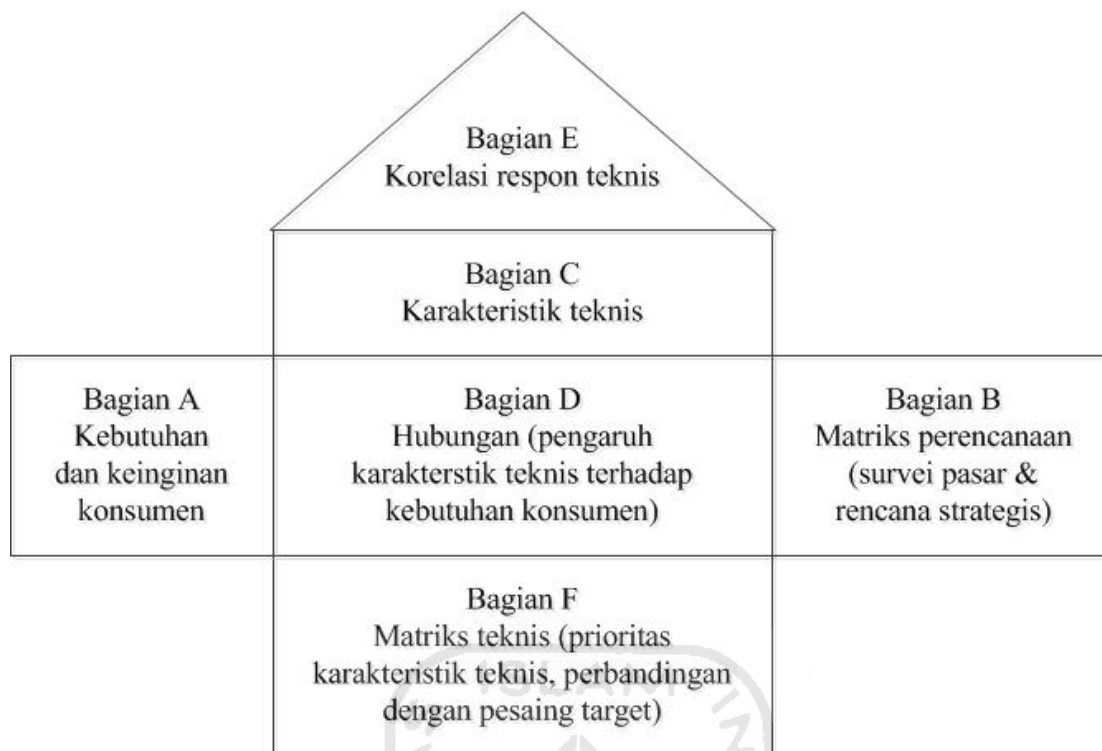 Bagian E
Korelasi respon teknis
Bagian C
Karakteristik teknis
Bagian A
Kebutuhan
dan keinginan
konsumen
Bagian D
Hubungan (pengaruh
karakterstik teknis terhadap
kebutuhan konsumen)
Bagian B
Matriks perencanaan
(survei pasar &
rencana strategis)
Bagian F
Matriks teknis (prioritas
karakteristik teknis, perbandingan
dengan pesaing target)
ISLAM